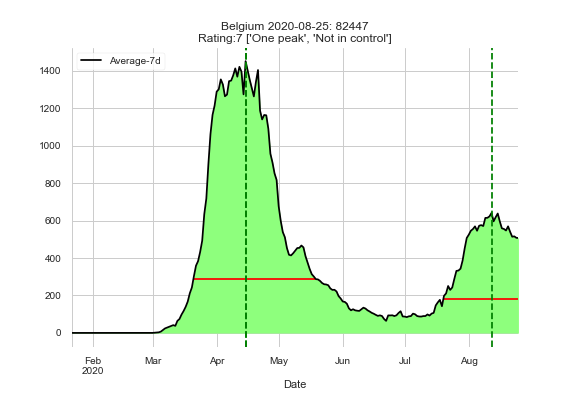 Belgium 2020-08-25: 82447
Rating:7 ['One peak', 'Not in control']
Average-7d
1400
1200
1000
800
600
400
200
0
Feb Mar Apr May Jun Jul Aug
2020
Date